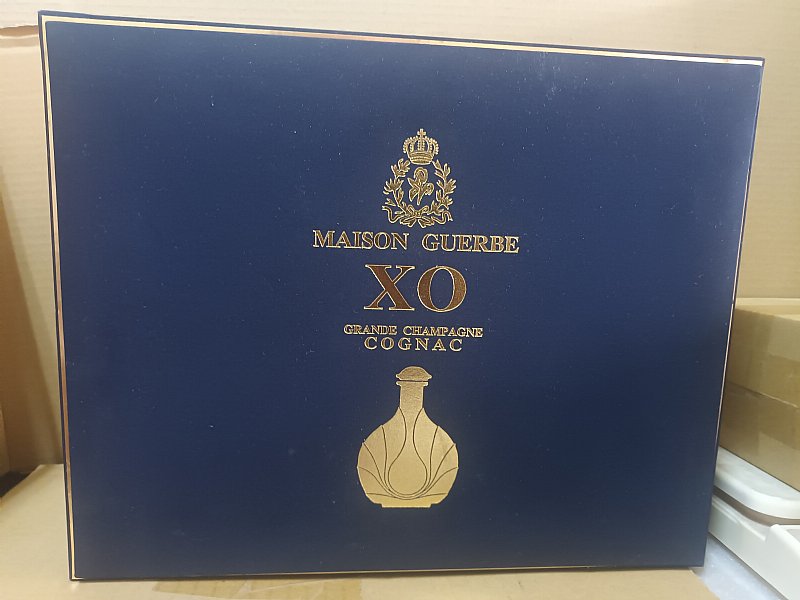 MAISON GUERBE
XO
GRANDE CHAMPAGNE
COGNAC